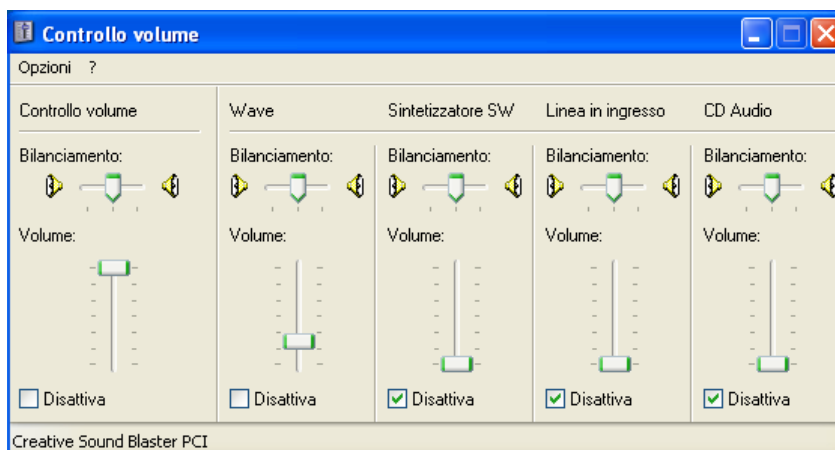 Controllo volume
Opzioni ?
Controllo volume Wave Sintetizzatore SW Linea in ingresso CD Audio
Bilanciamento: Bilanciamento: Bilanciamento: Bilanciamento: Bilanciamento:
Volume: Volume: Volume: Volume: Volume:
Disattiva Disattiva Disattiva Disattiva Disattiva
Creative Sound Blaster PCI